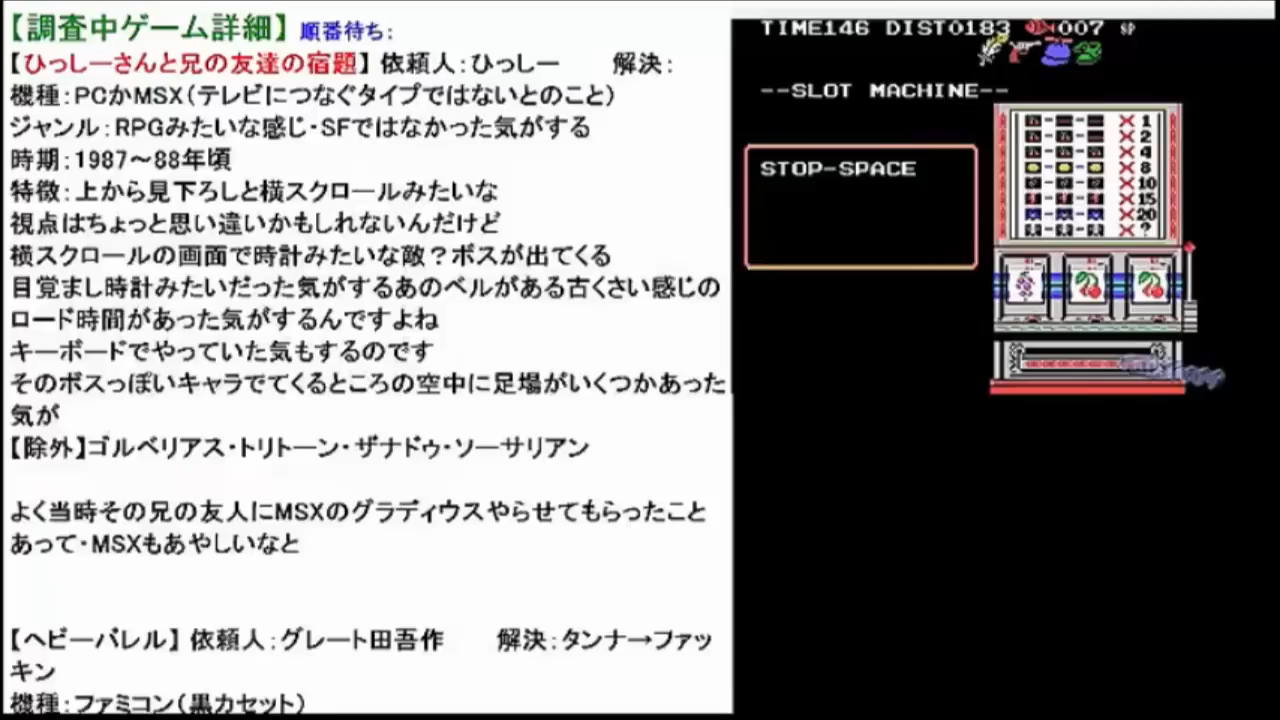 【調査中ゲーム詳細】 順番待ち:
【ひっしーさんと兄の友達の宿題】 依頼人:ひっしー 解決:
機種:PCかMSX(テレビにつなぐタイプではないとのこと)
ジャンル:RPGみたいな感じ・SFではなかった気がする
時期:1987～88年頃
特徴:上から見下ろしと横スクロールみたいな
視点はちょっと思い違いかもしれないんだけど
横スクロールの画面で時計みたいな敵?ボスが出てくる
目覚まし時計みたいだった気がするあのベルがある古くさい感じの
ロード時間があった気がするんですよね
キーボードでやっていた気もするのです
そのボスっぽいキャラでてくるところの空中に足場がいくつかあった
気が
【除外】ゴルベリアス・トリトーン・ザナドゥ・ソーサリアン
よく当時その兄の友人にMSXのグラディウスやらせてもらったこと
あって・MSXもあやしいなと
【ヘビーバレル】 依頼人:グレート田吾作 解決:タンナ→ファッ
キン
機種:ファミコン(黒カセット)
TIME146 DIST0183 007 SP
--SLOT MACHINE--
STOP-SPACE
×1
×2
×4
×8
×10
×15
×20
×?